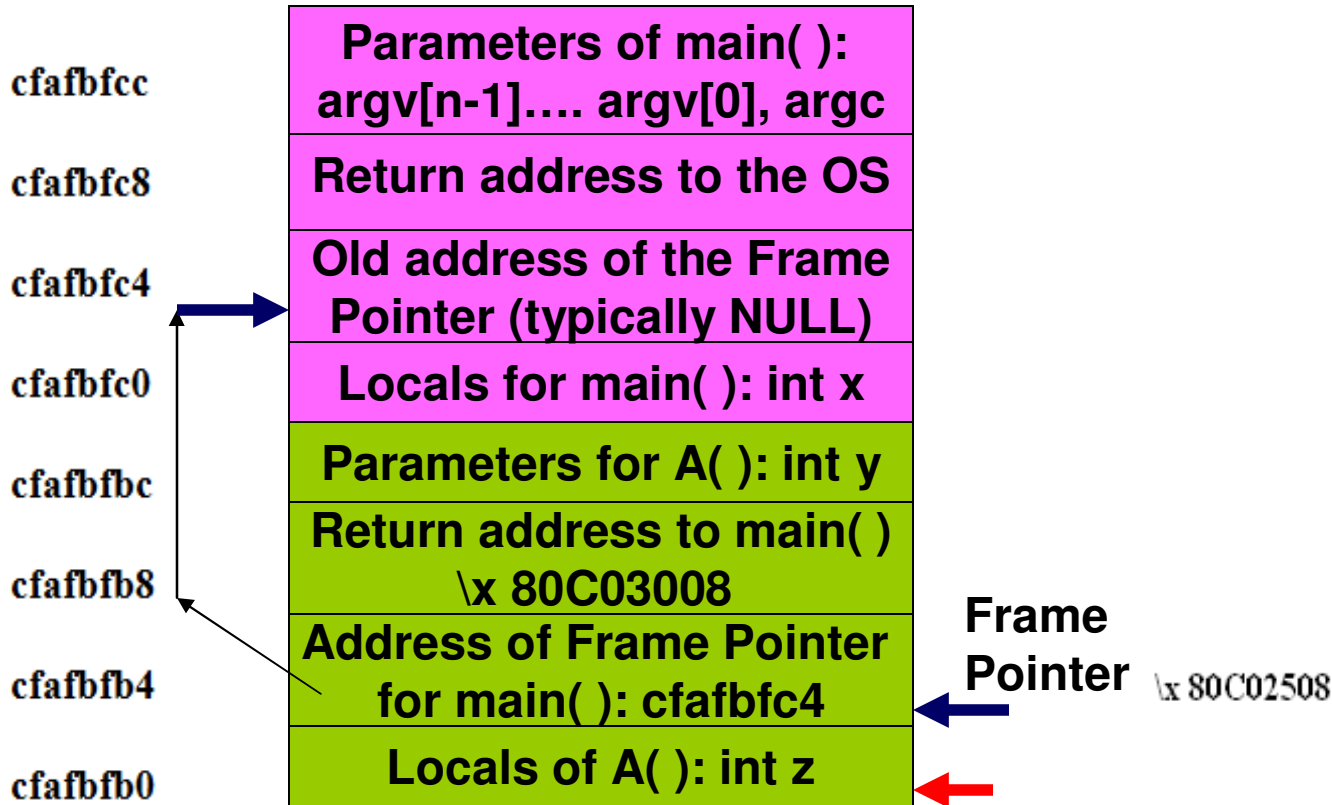 Parameters of main( ):
cfafbfcc
argv[n-1]…. argv[0], argc
cfafbfc8
Return address to the OS
Old address of the Frame
cfafbfc4
Pointer (typically NULL)
cfafbfc0
Locals for main( ): int x
Parameters for A( ): int y
cfafbfbc
Return address to main( )
cfafbfb8
\x 80C03008
Frame
Address of Frame Pointer
cfafbfb4
for main( ): cfafbfc4
Pointer
\x 80C02508
Locals of A( ): int z
cfafbfb0